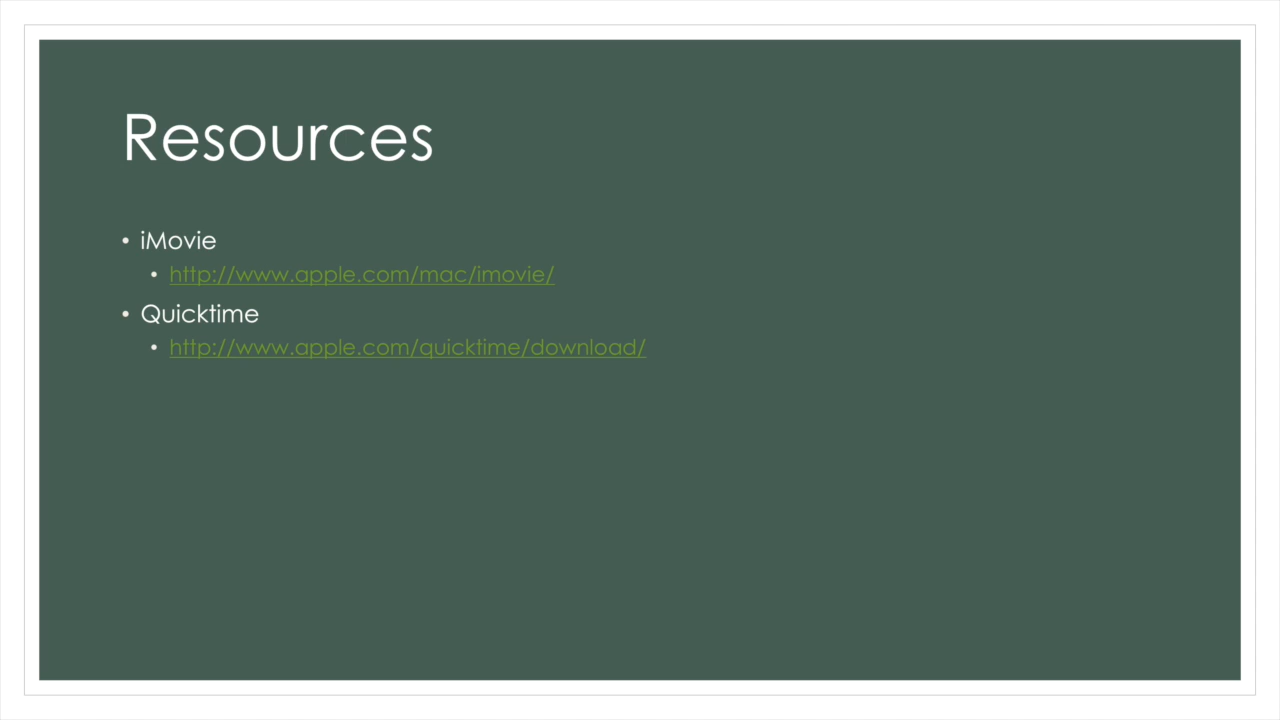 Resources
• iMovie
• http://www.apple.com/mac/imovie/
• Quicktime
• http://www.apple.com/quicktime/download/